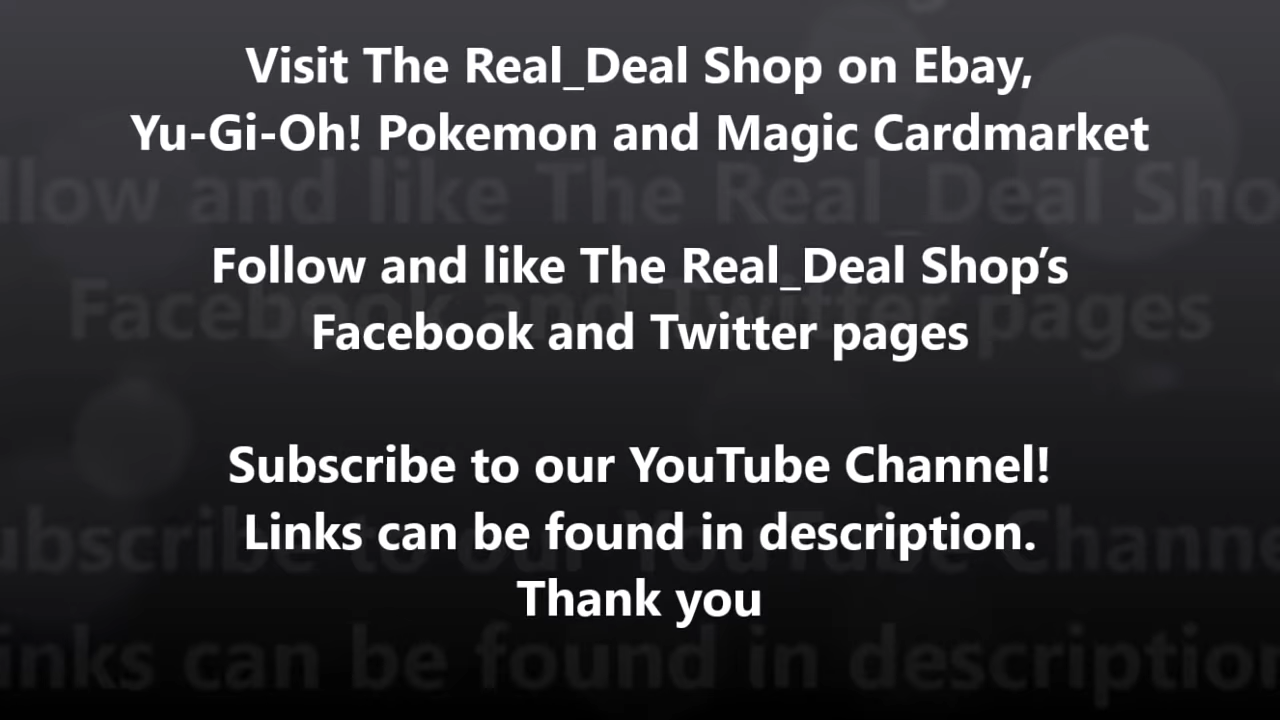 Visit The Real_Deal Shop on Ebay,
Yu-Gi-Oh! Pokemon and Magic Cardmarket
Follow and like The Real_Deal Shop’s
Facebook and Twitter pages
Subscribe to our YouTube Channel!
Links can be found in description.
Thank you